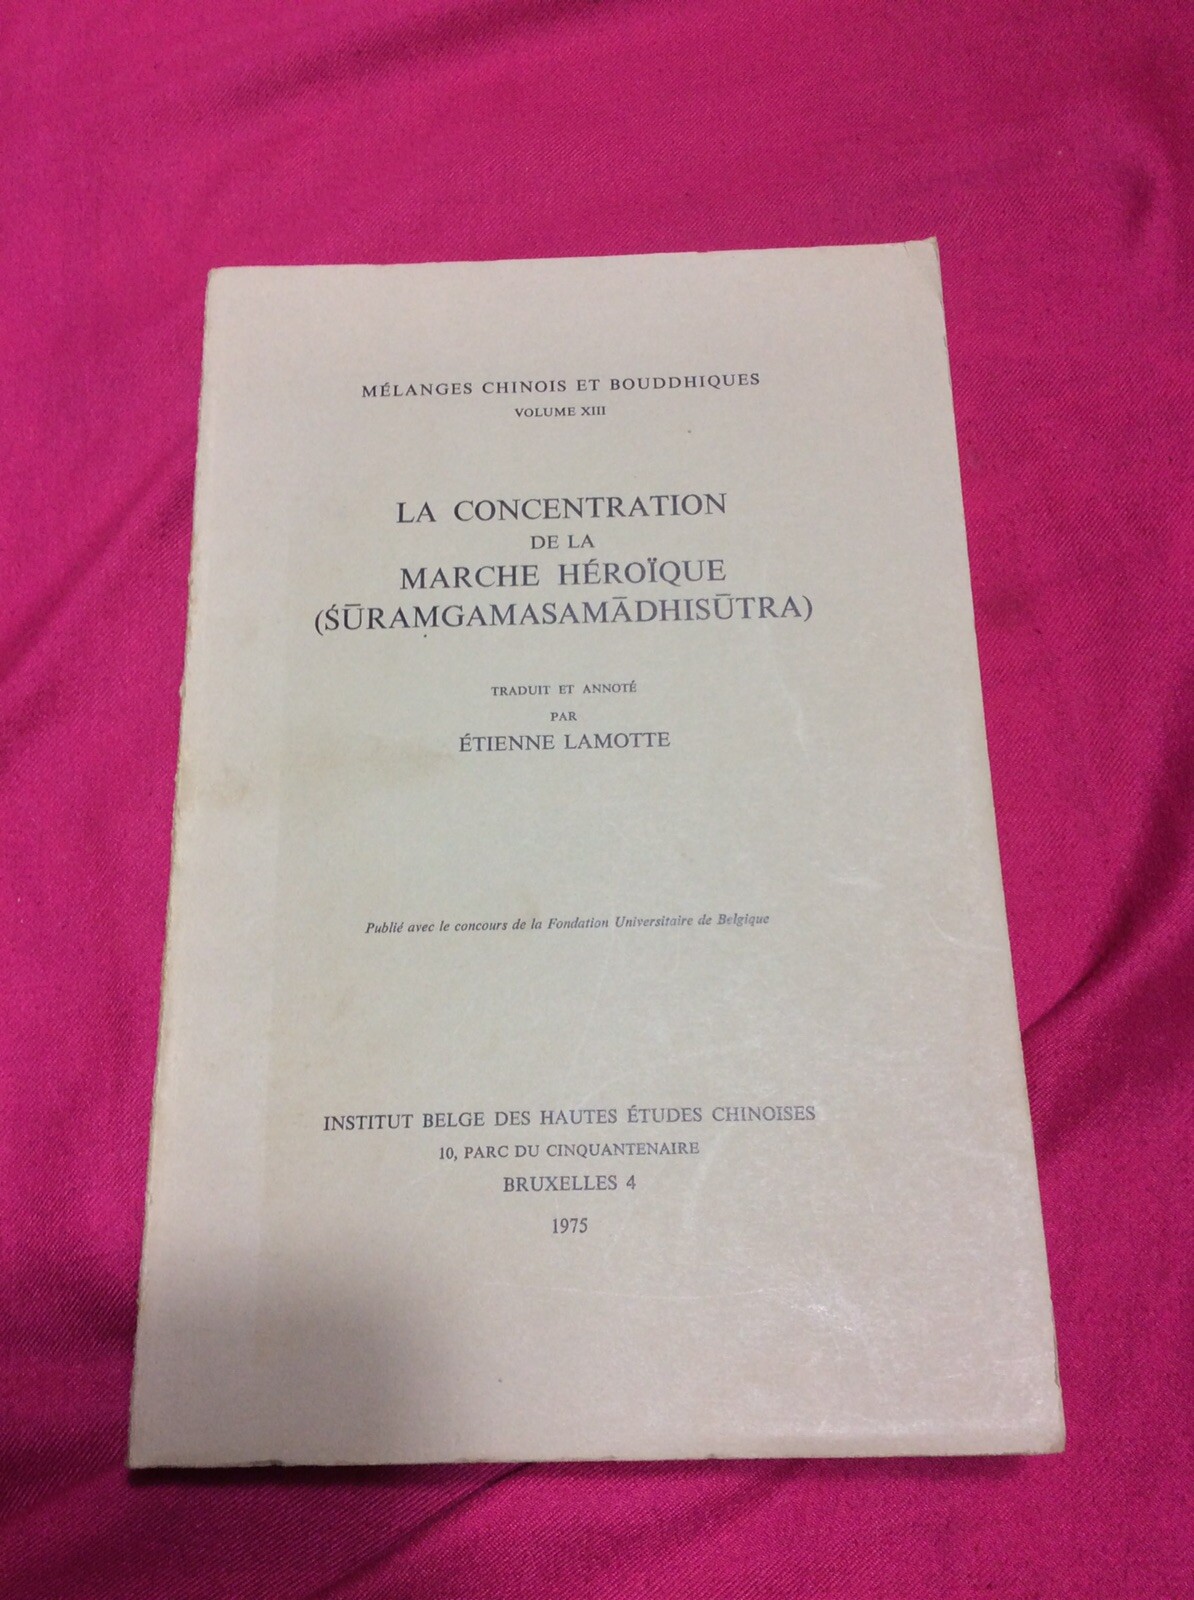 MÉLANGES CHINOIS ET BOUDDHIQUES
VOLUME XIII
LA CONCENTRATION
DE LA
MARCHE HÉROÏQUE
(ŚŪRAMGAMASAMĀDHISŪTRA)
TRADUIT ET ANNOTÉ
PAR
ÉTIENNE LAMOTTE
Publié avec le concours de la Fondation Universitaire de Belgique
INSTITUT BELGE DES HAUTES ÉTUDES CHINOISES
10, PARC DU CINQUANTENAIRE
BRUXELLES 4
1975